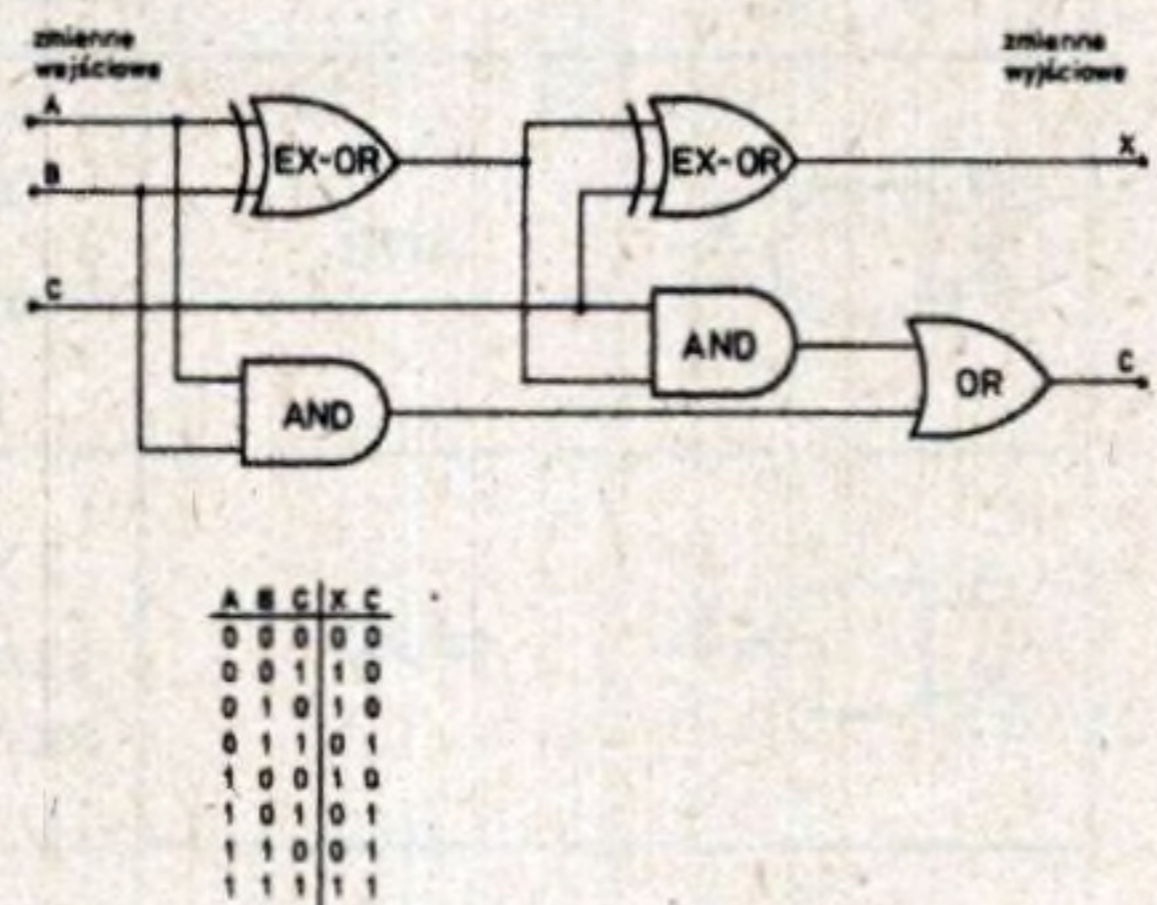 zmienne
wejściowe
zmienne
wyjściowe
A
B
C
EX-OR
EX-OR
X
AND
AND
OR
C
A B C X C
0 0 0 0 0
0 0 1 1 0
0 1 0 1 0
0 1 1 0 1
1 0 0 1 0
1 0 1 0 1
1 1 0 0 1
1 1 1 1 1